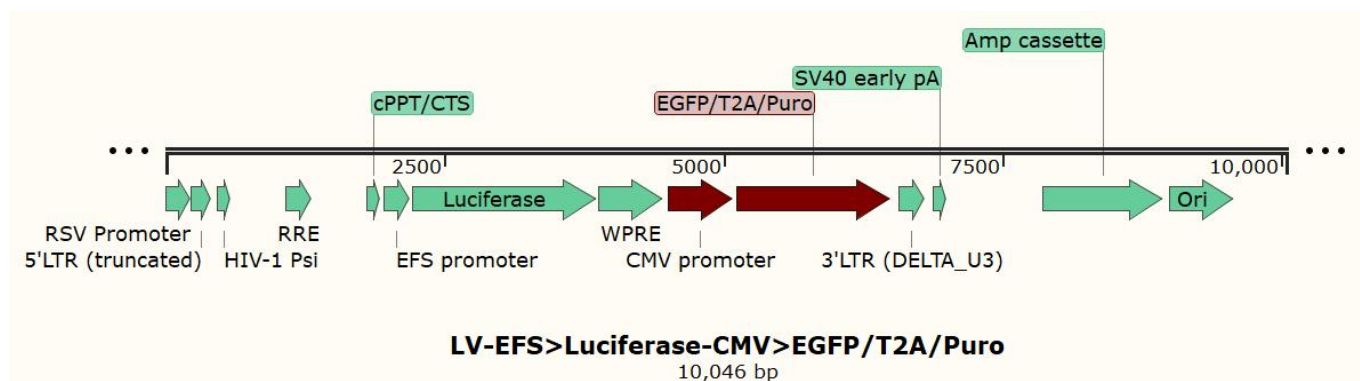 Amp cassette
SV40 early pA
cPPT/CTS
EGFP/T2A/Puro
2500
5000
7500
10,000
Luciferase
Ori
RSV Promoter
RRE
WPRE
5'LTR (truncated)
HIV-1 Psi
EFS promoter
CMV promoter
3'LTR (DELTA_U3)
LV-EFS>Luciferase-CMV>EGFP/T2A/Puro
10,046 bp